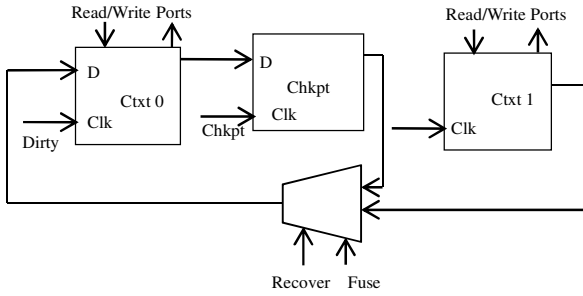 Read/Write Ports
Read/Write Ports
D
Ctxt 0
Clk
Dirty
D
Chkpt
Clk
Chkpt
Ctxt 1
Clk
Recover
Fuse